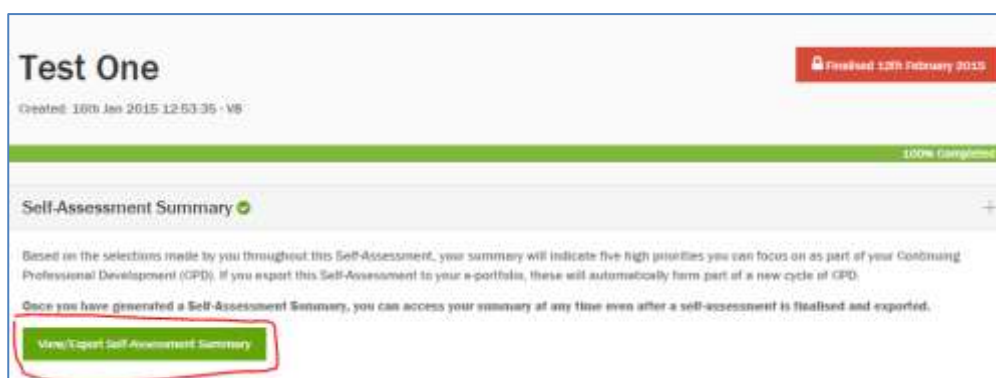 Test One
Finalised 12th February 2015
Created: 16th Jan 2015 12:53:35 - V8
100% Completed
Self-Assessment Summary
Based on the selections made by you throughout this Self-Assessment, your summary will indicate five high priorities you can focus on as part of your Continuing
Professional Development (CPD). If you export this Self-Assessment to your e-portfolio, these will automatically form part of a new cycle of CPD.
Once you have generated a Self-Assessment Summary, you can access your summary at any time even after a self-assessment is finalised and exported.
View/Export Self-Assessment Summary